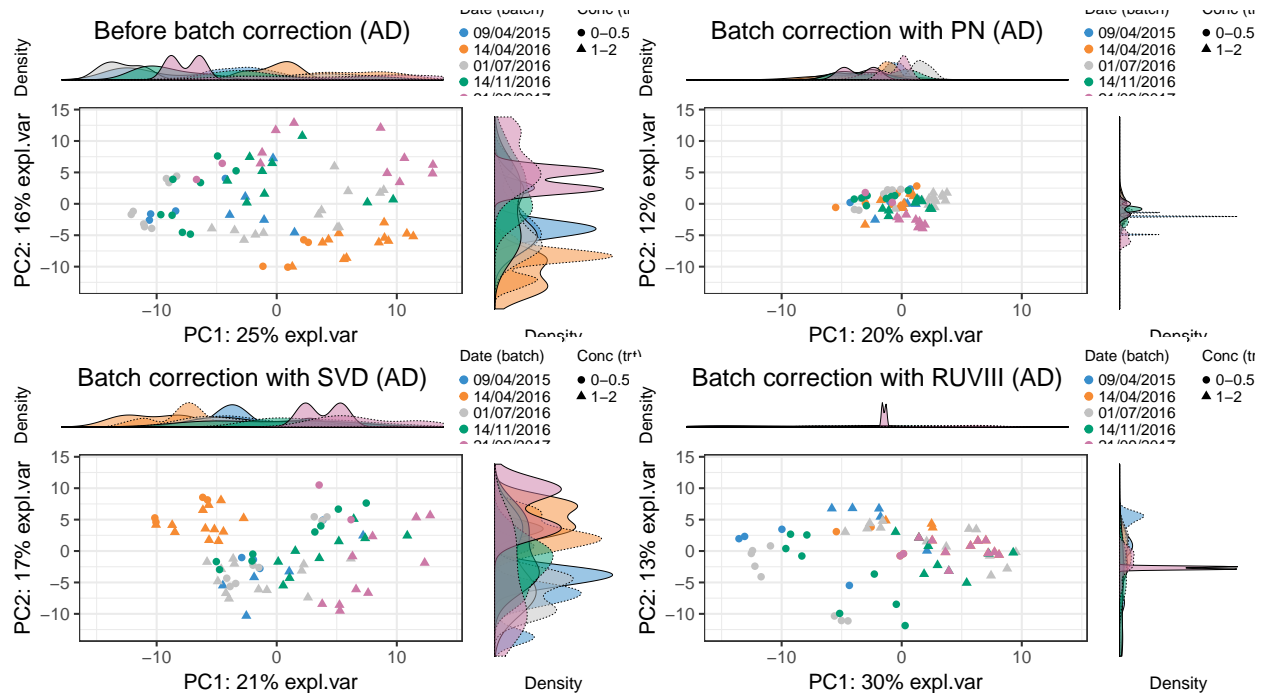 Before batch correction (AD)
Density
Date (batch)
09/04/2015
14/04/2016
01/07/2016
14/11/2016
Conc
0−0.5
1−2
PC2: 16% expl.var
15
10
5
0
−5
−10
−10
0
10
PC1: 25% expl.var
Density
Batch correction with PN (AD)
Density
Date (batch)
09/04/2015
14/04/2016
01/07/2016
14/11/2016
Conc
0−0.5
1−2
PC2: 12% expl.var
15
10
5
0
−5
−10
−10
0
10
PC1: 20% expl.var
Batch correction with SVD (AD)
Density
Date (batch)
09/04/2015
14/04/2016
01/07/2016
14/11/2016
Conc (trt)
0−0.5
1−2
PC2: 17% expl.var
15
10
5
0
−5
−10
−10
0
10
PC1: 21% expl.var
Density
Batch correction with RUVIII (AD)
Density
Date (batch)
09/04/2015
14/04/2016
01/07/2016
14/11/2016
Conc
0−0.5
1−2
PC2: 13% expl.var
15
10
5
0
−5
−10
−10
0
10
PC1: 30% expl.var
Density